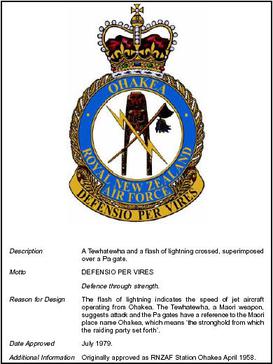 OHAKEA
ROYAL NEW ZEALAND
AIR FORCE
DEFENSIO PER VIRES
Description A Tewhatewha and a flash of lightning crossed, superimposed
over a Pa gate.
Motto DEFENSIO PER VIRES
Defence through strength.
Reason for Design The flash of lightning indicates the speed of jet aircraft
operating from Ohakea. The Tewhatewha, a Maori weapon,
suggests attack and the Pa gates have a reference to the Maori
place name Ohakea, which means 'the stronghold from which
the raiding party set forth'.
Date Approved July 1979.
Additional Information Originally approved as RNZAF Station Ohakea April 1958.